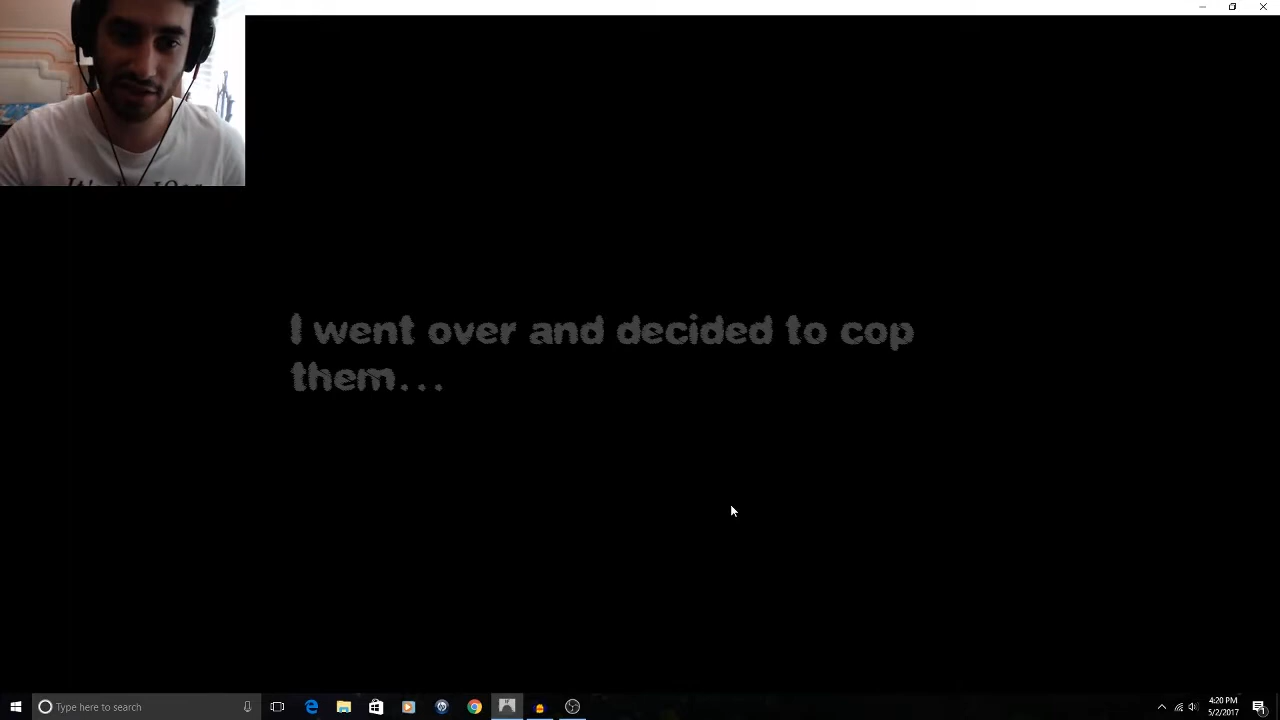 I went over and decided to cop
them...
Type here to search
4:20 PM
5/2/2017